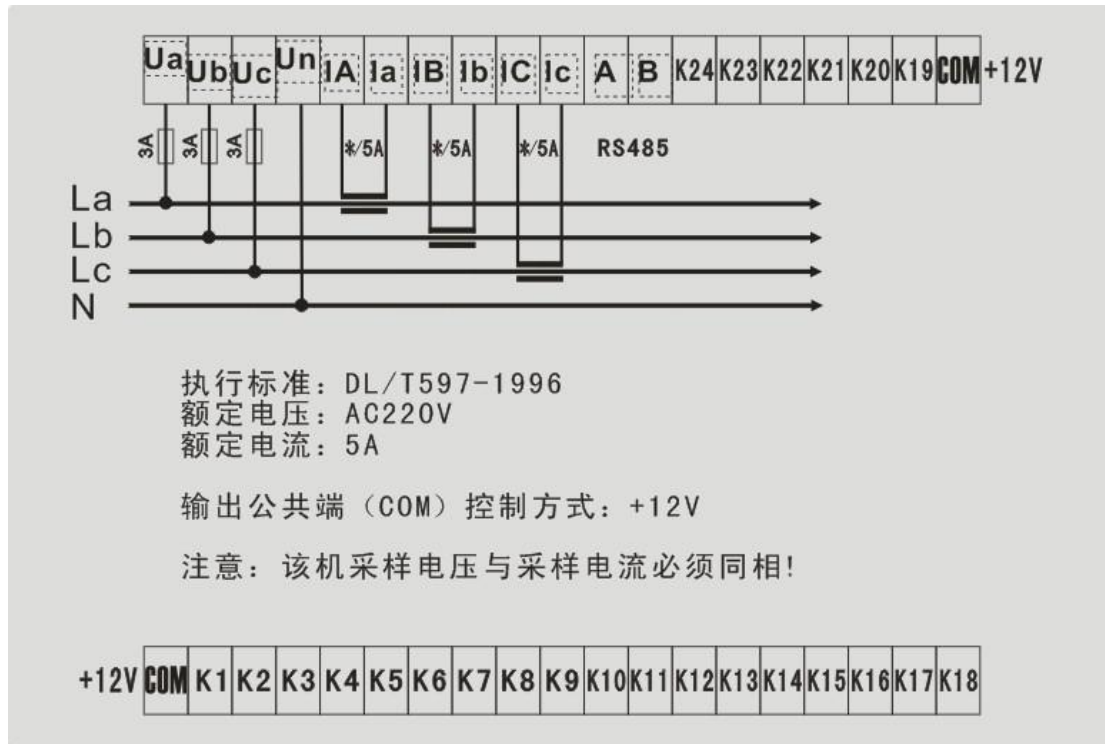 Ua Ub Uc Un IA Ia IB Ib IC Ic A B K24 K23 K22 K21 K20 K19 COM +12V
3A 3A 3A */5A */5A */5A RS485
La
Lb
Lc
N
执行标准：DL/T597-1996
额定电压：AC220V
额定电流：5A
输出公共端（COM）控制方式：+12V
注意：该机采样电压与采样电流必须同相!
+12V COM K1 K2 K3 K4 K5 K6 K7 K8 K9 K10 K11 K12 K13 K14 K15 K16 K17 K18